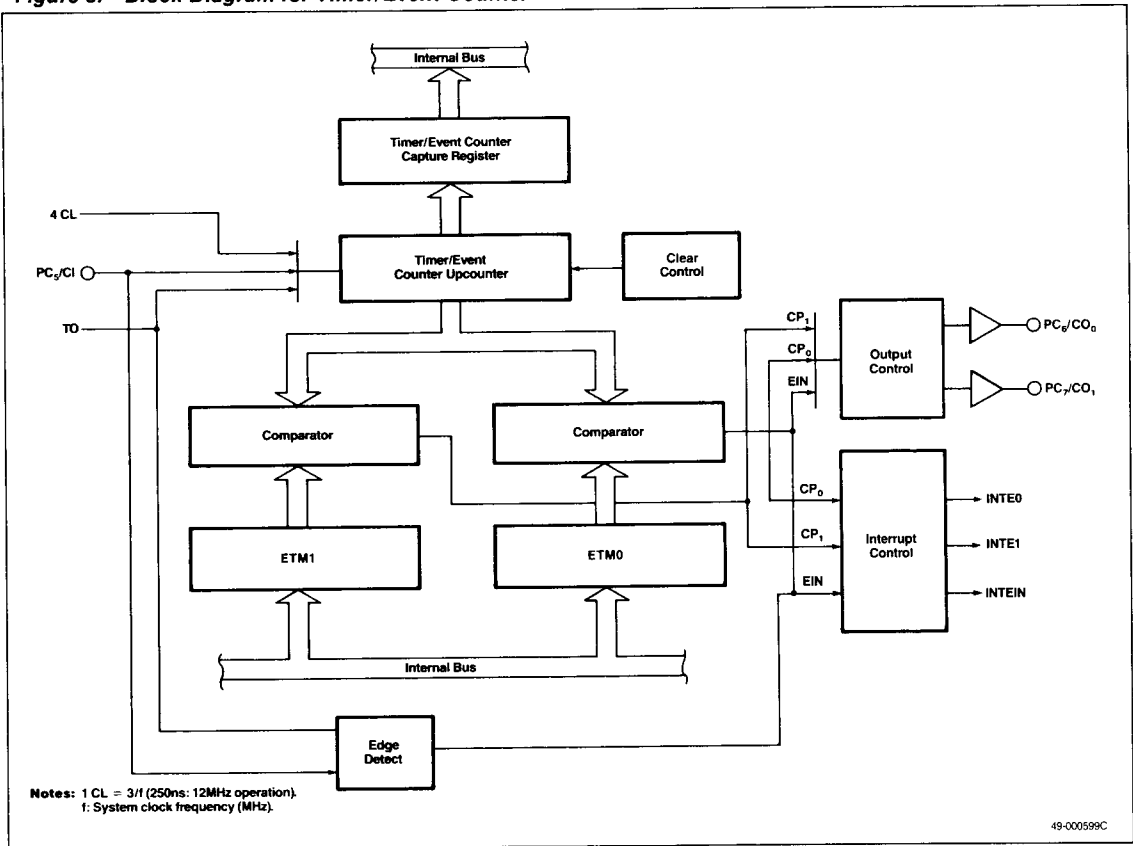 Internal Bus
Timer/Event Counter
Capture Register
4 CL
PC5/CI
TO
Timer/Event
Counter Upcounter
Clear
Control
CP1
CP0
EIN
Output
Control
PC6/CO0
PC7/CO1
Comparator
Comparator
CP0
CP1
EIN
Interrupt
Control
INTE0
INTE1
INTEIN
ETM1
ETM0
Internal Bus
Edge
Detect
Notes: 1 CL = 3/f (250ns: 12MHz operation).
f: System clock frequency (MHz).
49-000599C